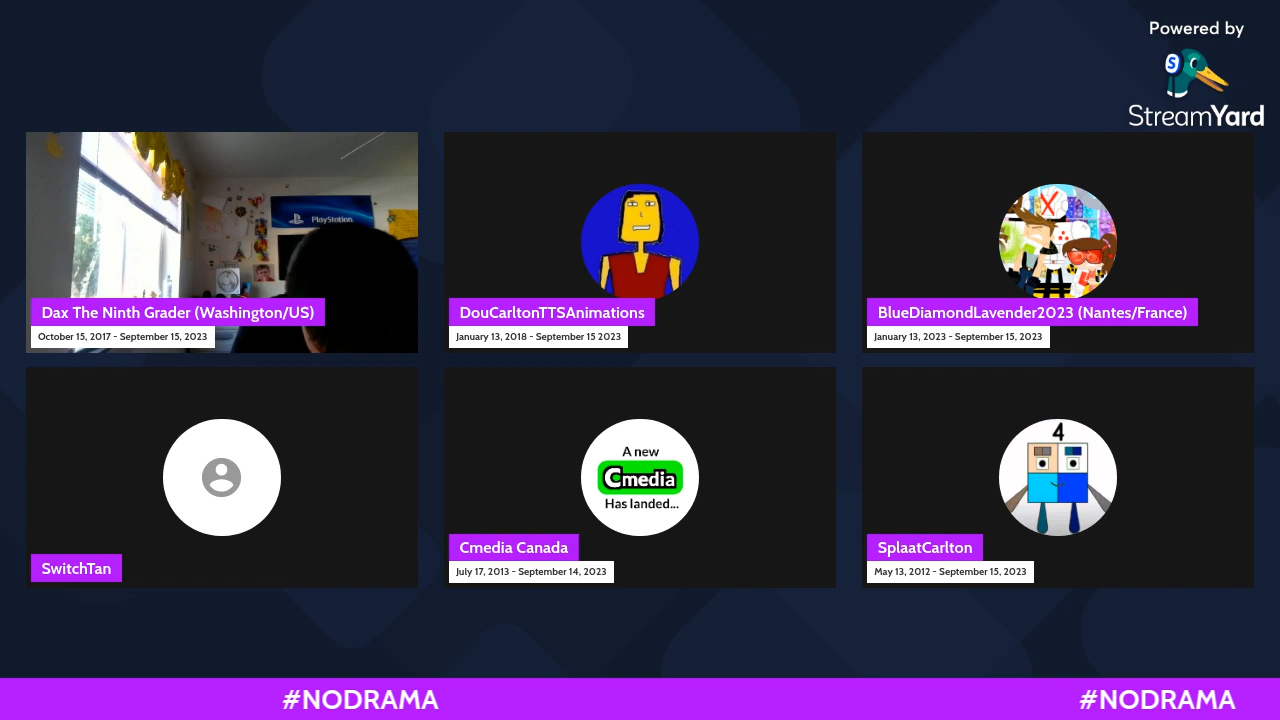 Powered by
StreamYard
PlayStation
Dax The Ninth Grader (Washington/US)
October 15, 2017 - September 15, 2023
DouCarltonTTSAnimations
January 13, 2018 - September 15 2023
X
BlueDiamondLavender2023 (Nantes/France)
January 13, 2023 - September 15, 2023
SwitchTan
A new
Cmedia
Has landed...
Cmedia Canada
July 17, 2013 - September 14, 2023
4
SplaatCarlton
May 13, 2012 - September 15, 2023
#NODRAMA
#NODRAMA